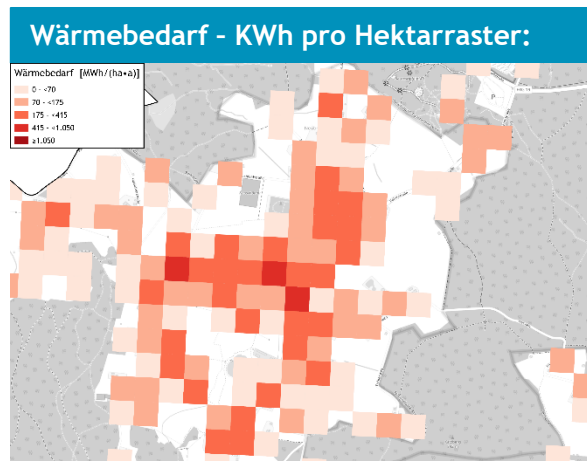 Wärmebedarf - KWh pro Hektarraster:
Wärmebedarf [MWh/(ha*a)]
0 - <70
70 - <175
175 - <415
415 - <1.050
≥1.050
P